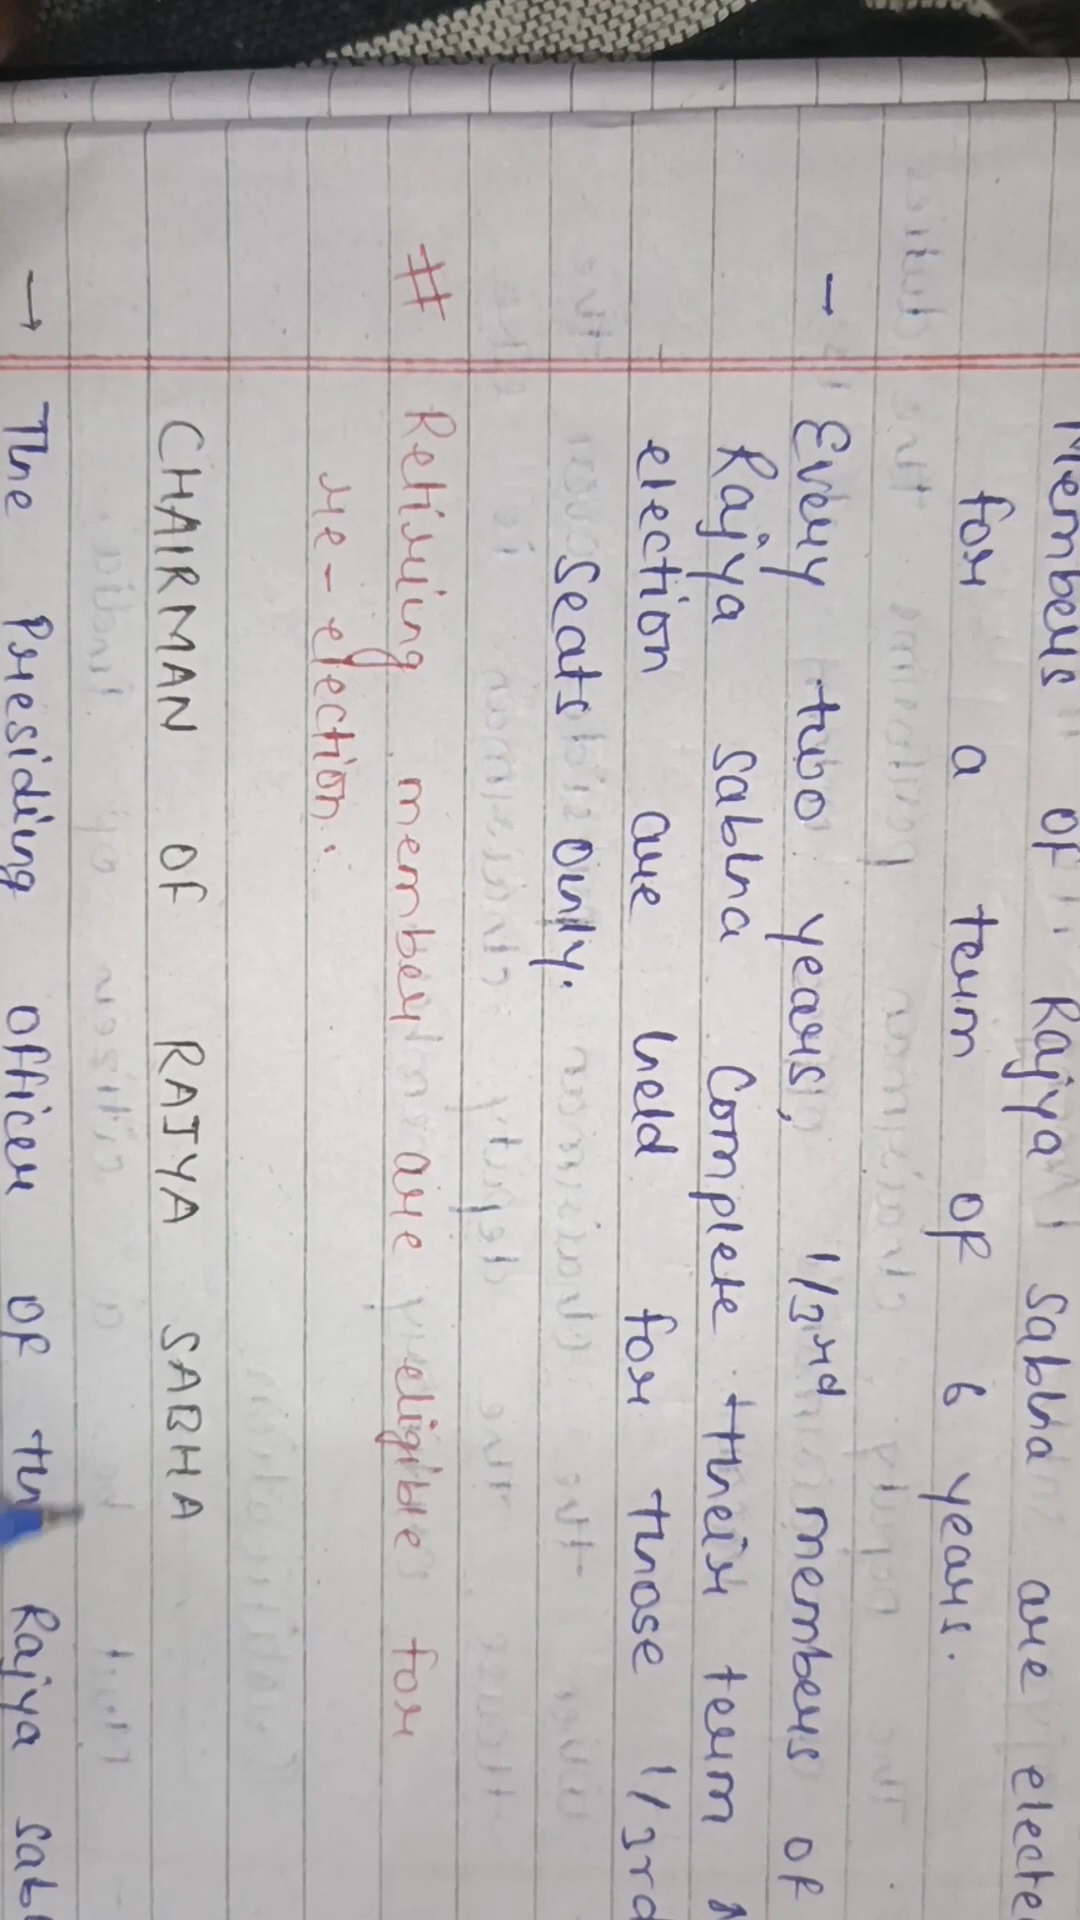 Members of Rajya Sabha are electe
for a term of 6 years.
→ Every two years, 1/3rd members of
Rajya Sabha Complete their term
election are held for those 1/3rd
Seats only.
# Retiring member are eligible for
re-election.
CHAIRMAN OF RAJYA SABHA
→ The Presiding officer of th Rajya Sab